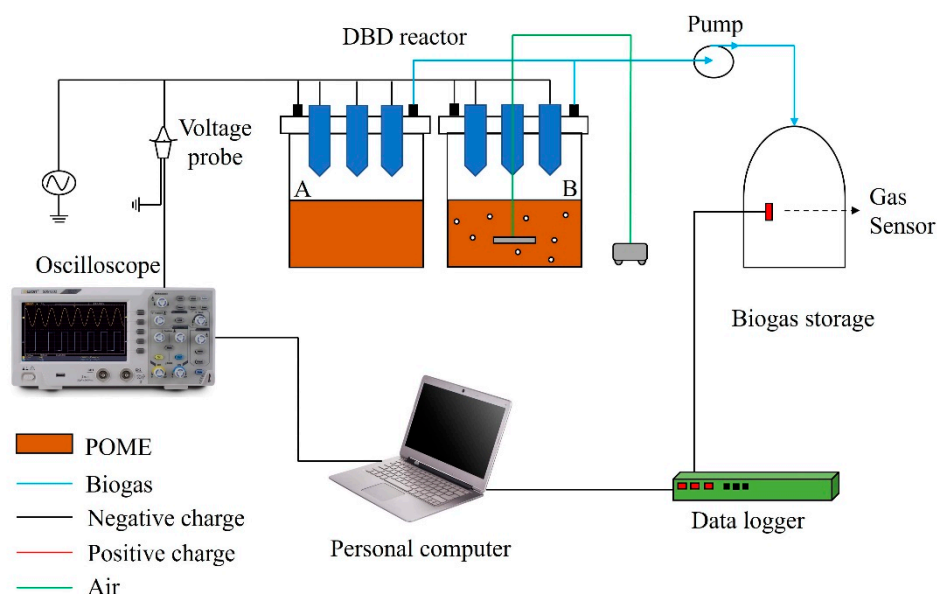 Pump
DBD reactor
Voltage
probe
A
B
Gas
Sensor
Oscilloscope
Biogas storage
POME
Biogas
Negative charge
Positive charge
Air
Personal computer
Data logger